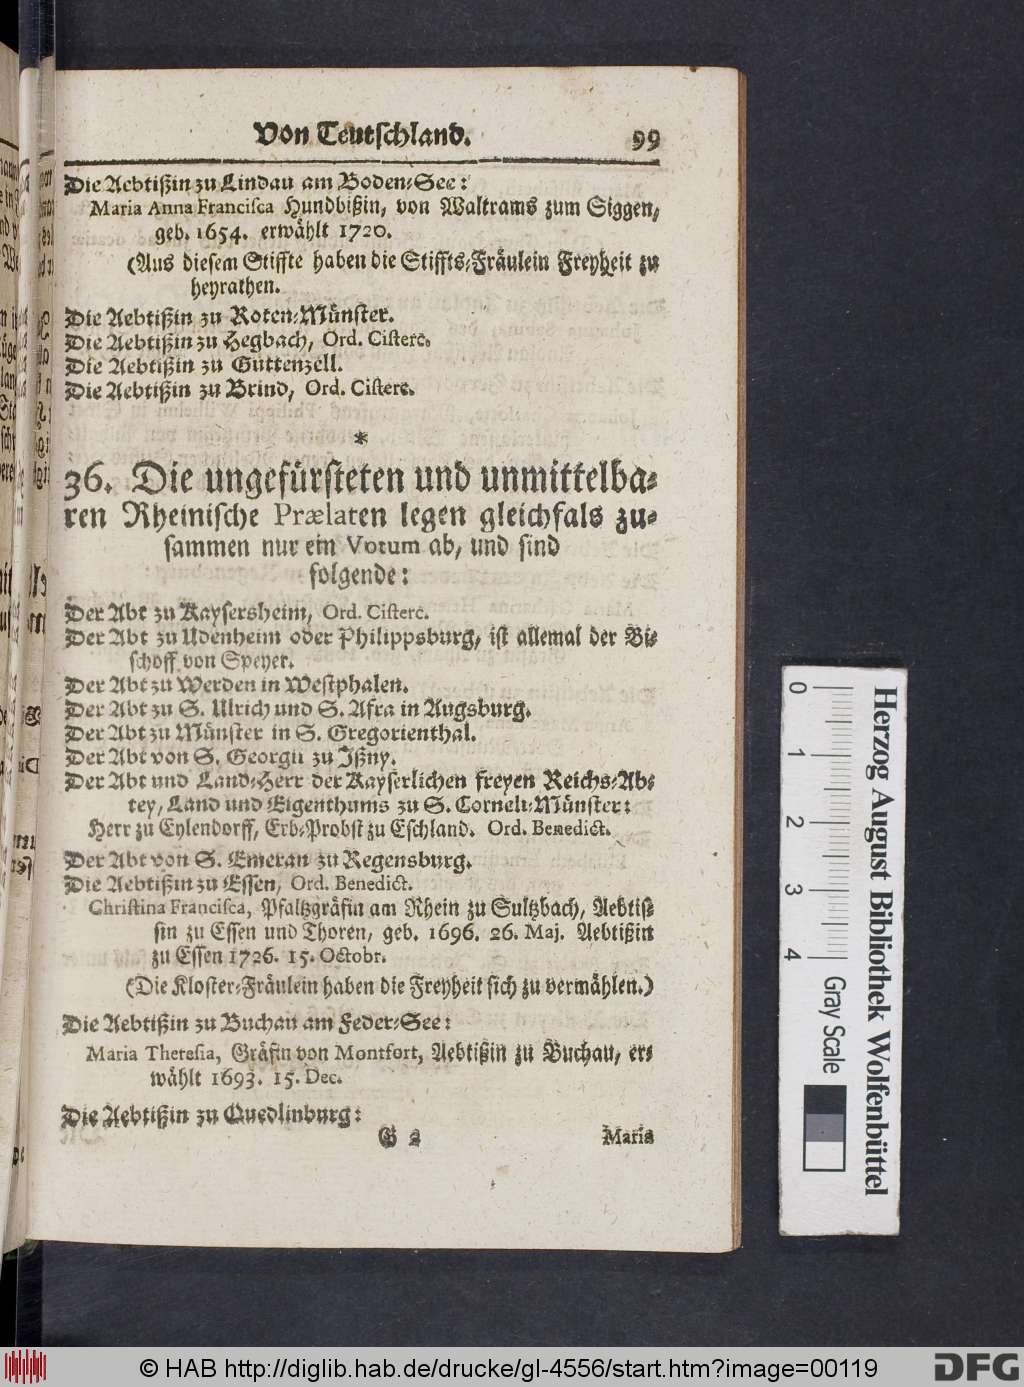 Von Teutschland. 99
Die Aebtißin zu Lindau am Boden-See:
Maria Anna Francisca Hundbißin, von Waltrams zum Siggen,
geb. 1654. erwählt 1720.
(Aus diesem Stiffte haben die Stiffts-Fräulein Freyheit zu
heyrathen.
Die Aebtißin zu Roten-Münster.
Die Aebtißin zu Hegbach, Ord. Cisterc.
Die Aebtißin zu Guttenzell.
Die Aebtißin zu Brind, Ord. Cisterc.
*
36. Die ungefürsteten und unmittelba-
ren Rheinische Prælaten legen gleichfals zu-
sammen nur ein Votum ab, und sind
folgende:
Der Abt zu Kaysersheim, Ord. Cisterc.
Der Abt zu Udenheim oder Philippsburg, ist allemal der Bi-
schoff von Speyer.
Der Abt zu Werden in Westphalen.
Der Abt zu S. Ulrich und S. Afra in Augsburg.
Der Abt zu Münster in S. Gregorienthal.
Der Abt von S. Georgii zu Ißny.
Der Abt und Land-Herr der Kayserlichen freyen Reichs-Ab-
tey, Land und Eigenthums zu S. Corneli-Münster:
Herr zu Eylendorff, Erb-Probst zu Eschland. Ord. Benedict.
Der Abt von S. Emeran zu Regensburg.
Die Aebtißin zu Essen, Ord. Benedict.
Christina Francisca, Pfaltzgräfin am Rhein zu Sultzbach, Aebtis-
sin zu Essen und Thoren, geb. 1696. 26. Maj. Aebtißin
zu Essen 1726. 15. Octobr.
(Die Kloster-Fräulein haben die Freyheit sich zu vermählen.)
Die Aebtißin zu Buchau am Feder-See:
Maria Theresia, Gräfin von Montfort, Aebtißin zu Buchau, er-
wählt 1693. 15. Dec.
Die Aebtißin zu Quedlinburg:
G 2 Maria
0 1 2 3 4
Herzog August Bibliothek Wolfenbüttel
Gray Scale
© HAB http://diglib.hab.de/drucke/gl-4556/start.htm?image=00119
DFG